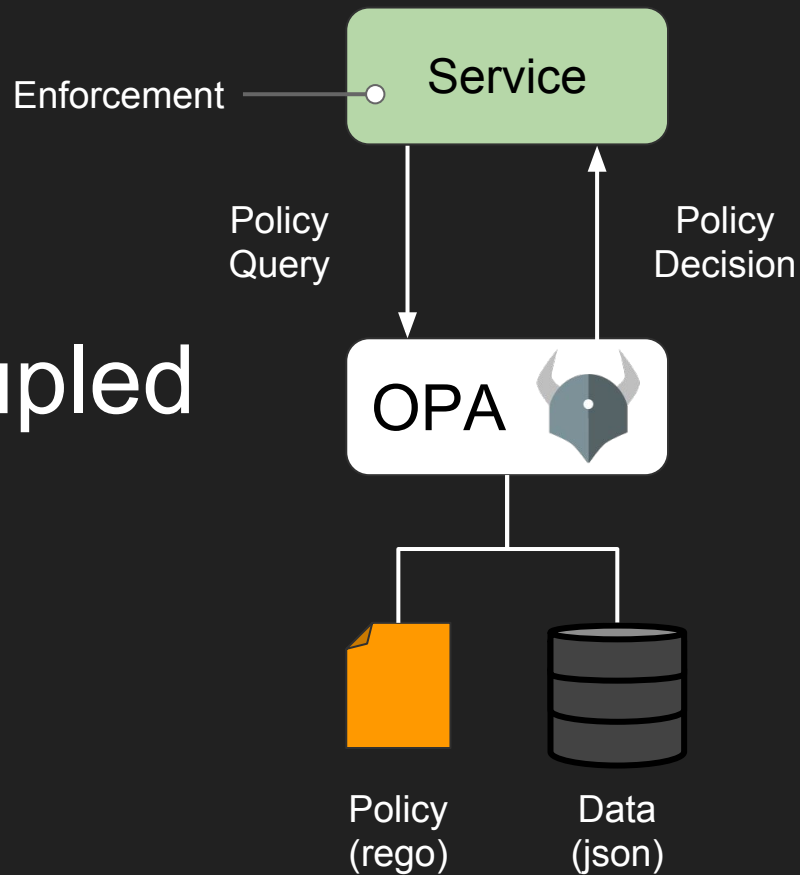 Service
Enforcement
Policy
Query
Policy
Decision
upled
OPA
Policy
(rego)
Data
(json)